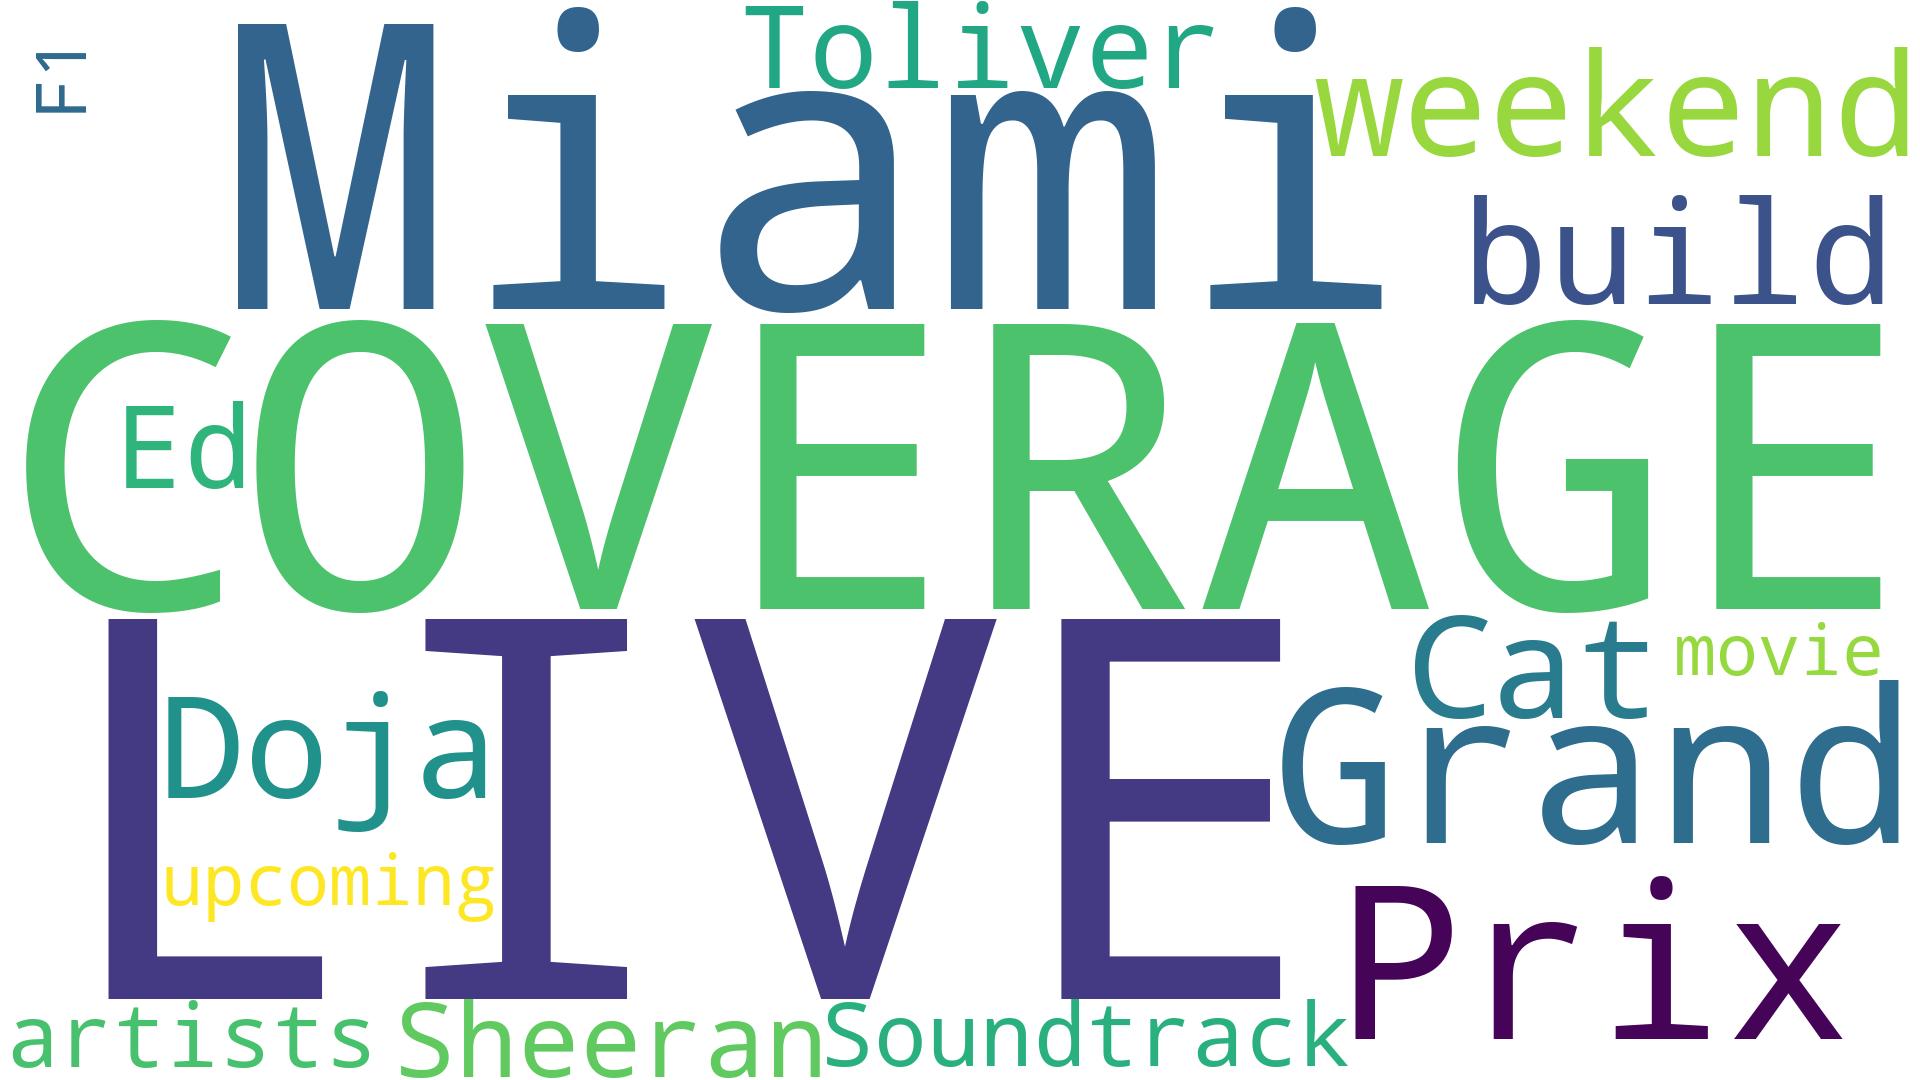 F1
Miami
Toliver
weekend
build
COVERAGE
Ed
LIVE
Cat
movie
Doja
Grand
upcoming
Prix
artists
Sheeran
Soundtrack